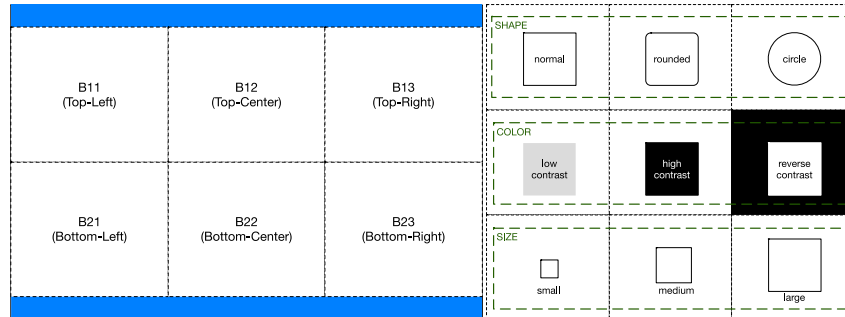 B11
(Top-Left)
B12
(Top-Center)
B13
(Top-Right)
B21
(Bottom-Left)
B22
(Bottom-Center)
B23
(Bottom-Right)
SHAPE
normal
rounded
circle
COLOR
low
contrast
high
contrast
reverse
contrast
SIZE
small
medium
large